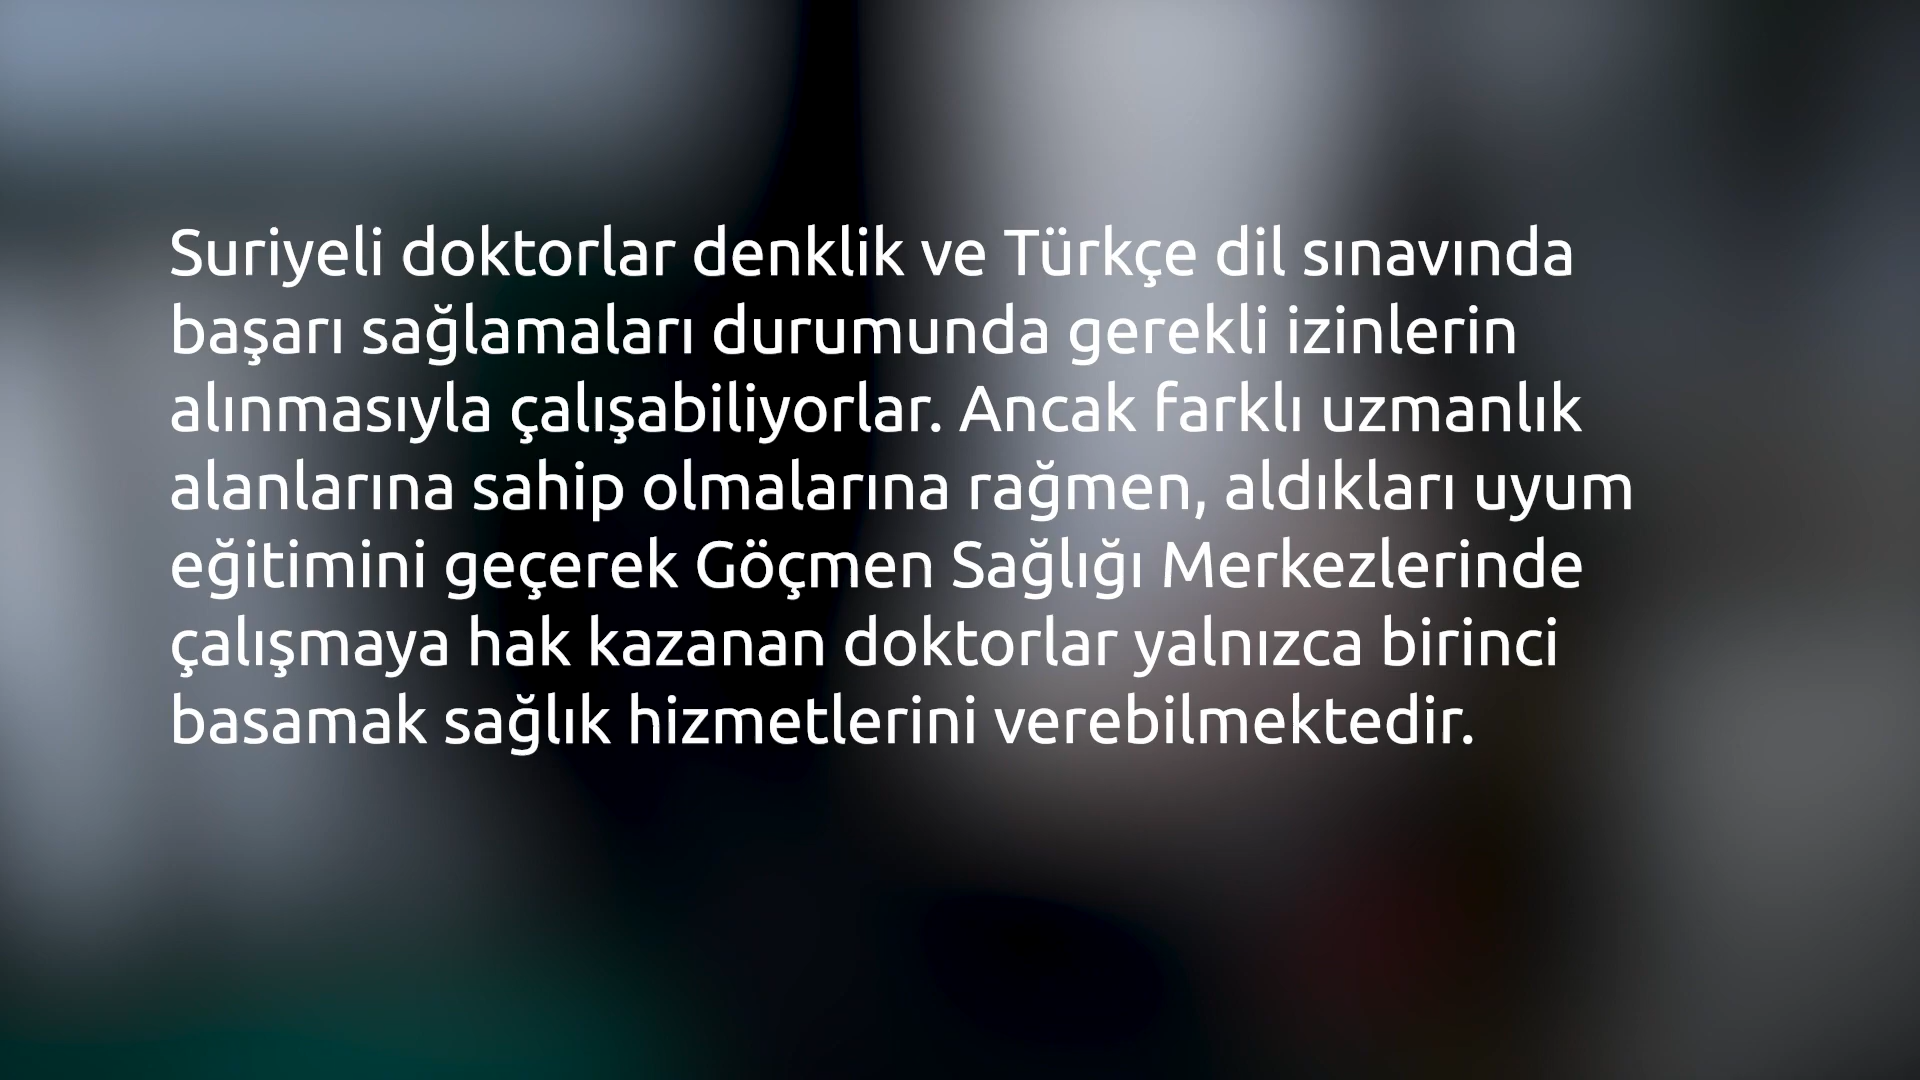 Suriyeli doktorlar denklik ve Türkçe dil sınavında
başarı sağlamaları durumunda gerekli izinlerin
alınmasıyla çalışabiliyorlar. Ancak farklı uzmanlık
alanlarına sahip olmalarına rağmen, aldıkları uyum
eğitimini geçerek Göçmen Sağlığı Merkezlerinde
çalışmaya hak kazanan doktorlar yalnızca birinci
basamak sağlık hizmetlerini verebilmektedir.